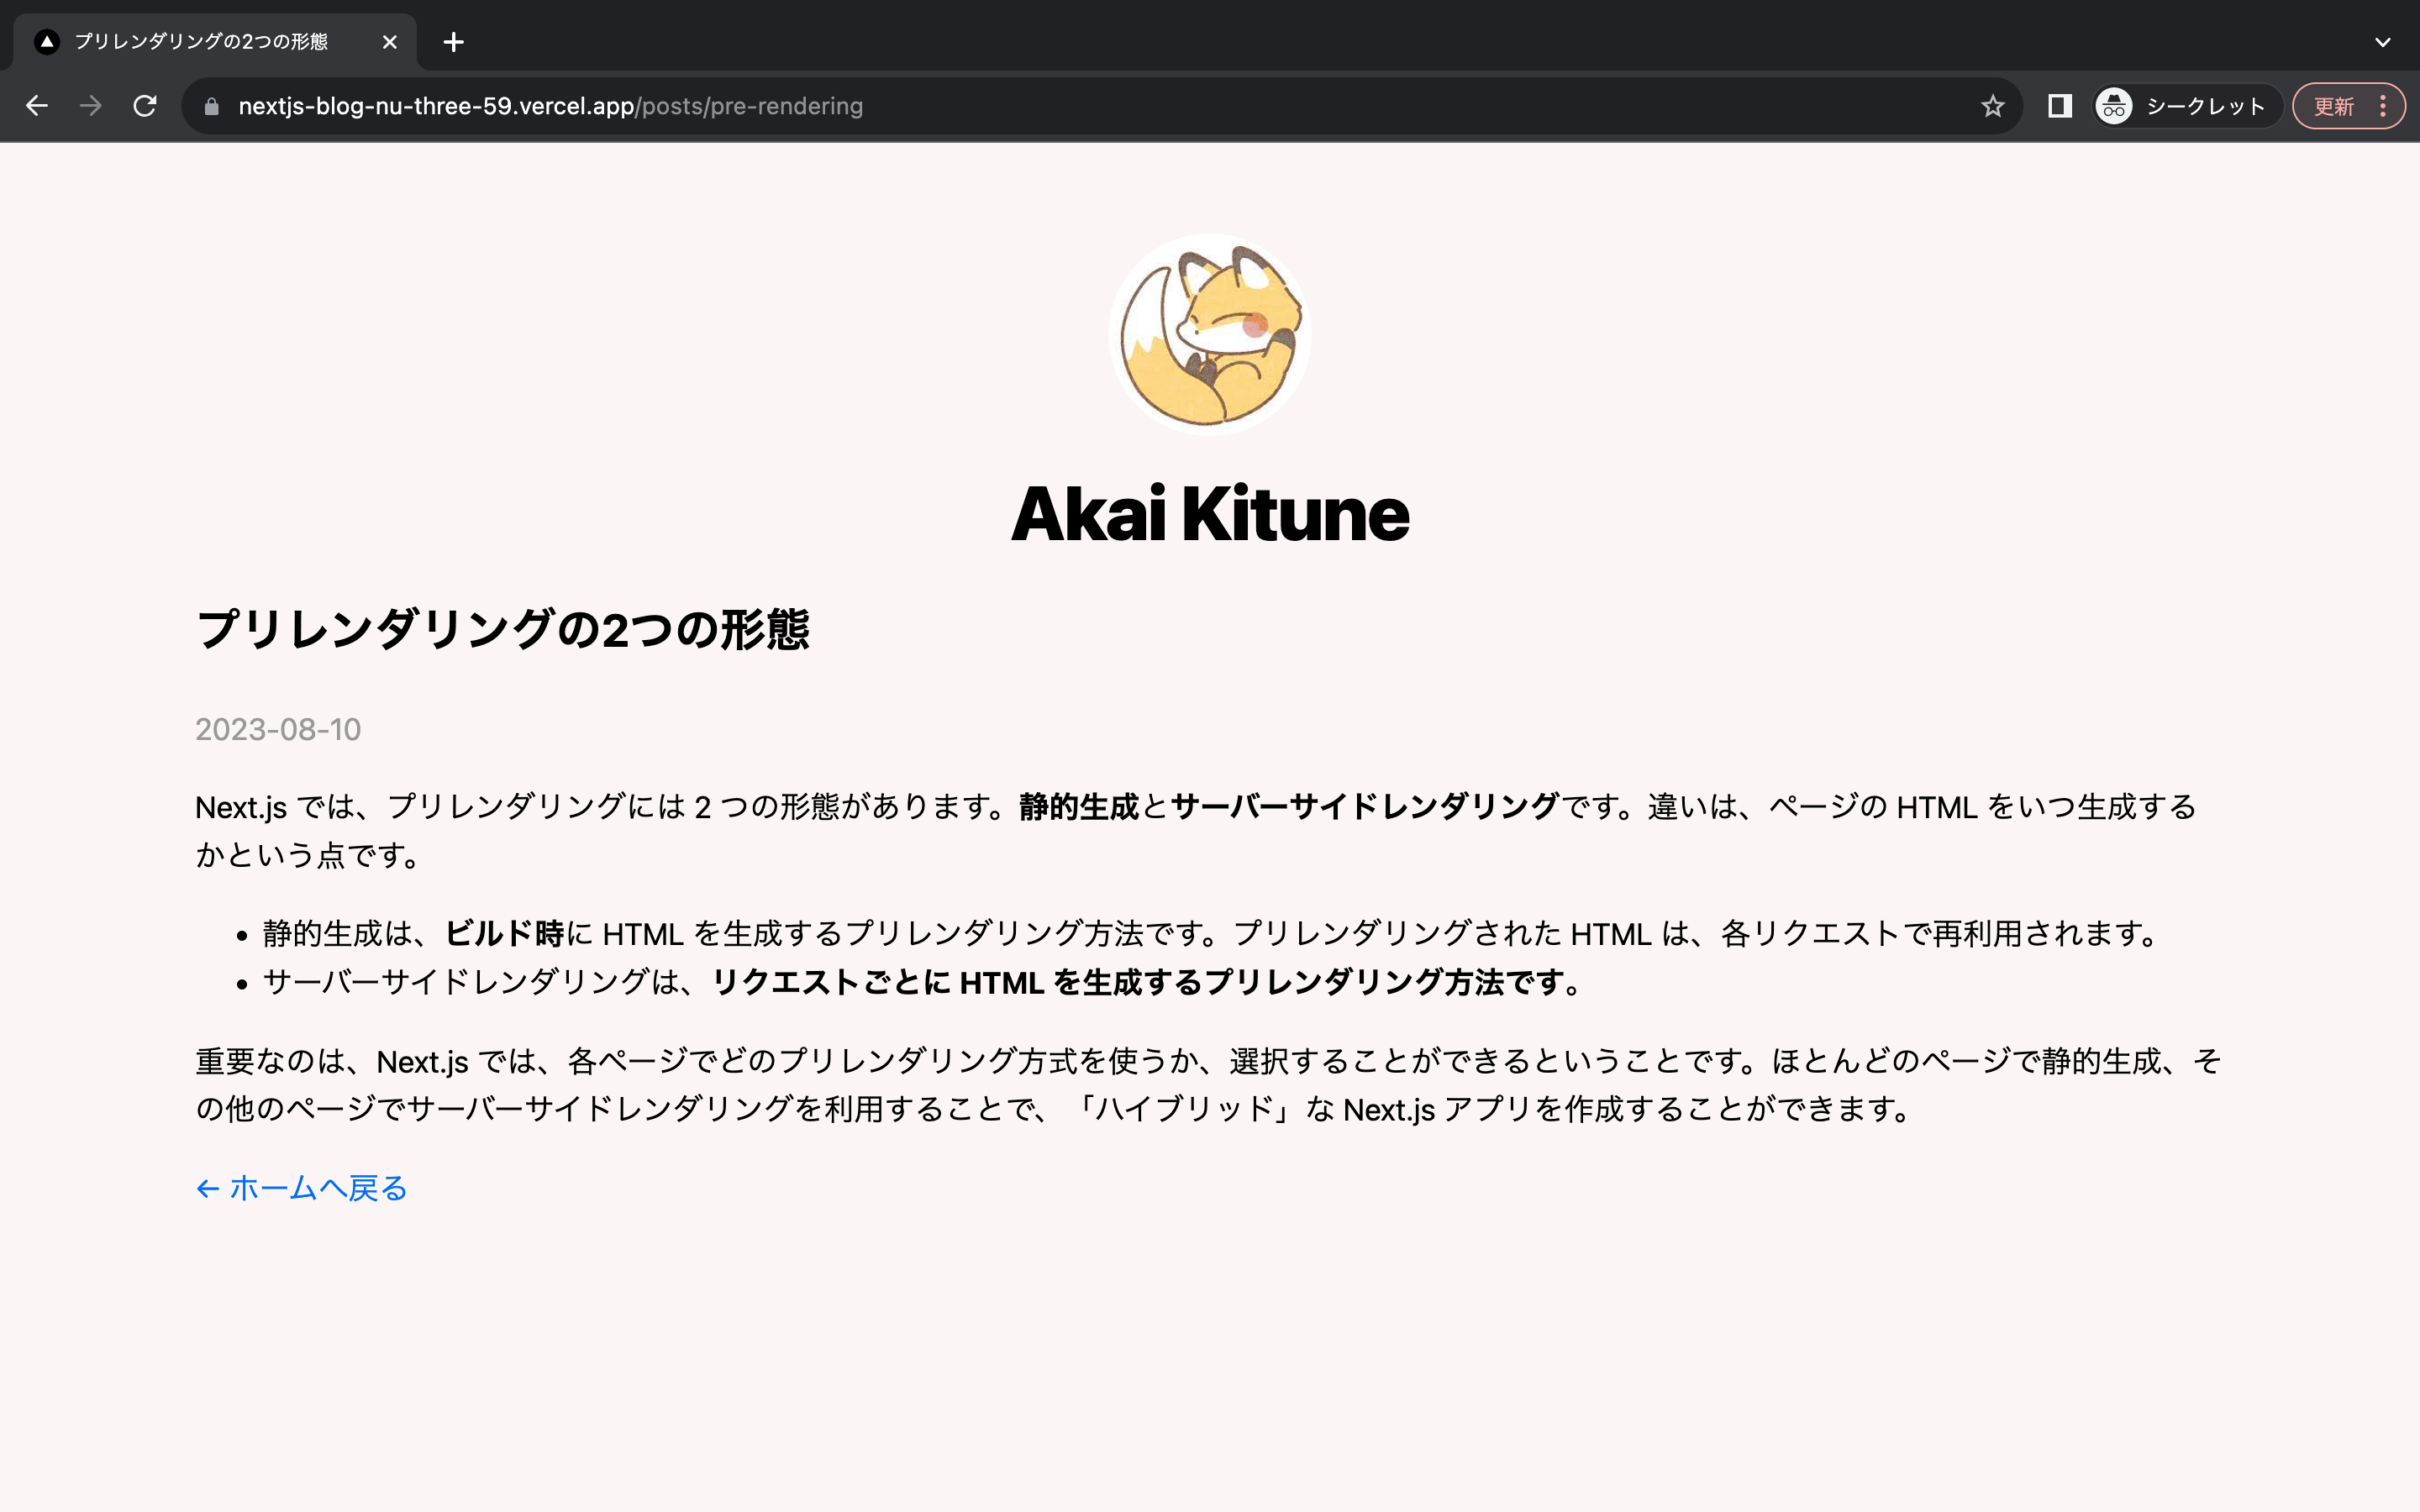 プリレンダリングの2つの形態
nextjs-blog-nu-three-59.vercel.app/posts/pre-rendering
シークレット
更新
Akai Kitune
プリレンダリングの2つの形態
2023-08-10
Next.js では、プリレンダリングには 2 つの形態があります。静的生成とサーバーサイドレンダリングです。違いは、ページの HTML をいつ生成する
かという点です。
• 静的生成は、ビルド時に HTML を生成するプリレンダリング方法です。プリレンダリングされた HTML は、各リクエストで再利用されます。
• サーバーサイドレンダリングは、リクエストごとに HTML を生成するプリレンダリング方法です。
重要なのは、Next.js では、各ページでどのプリレンダリング方式を使うか、選択することができるということです。ほとんどのページで静的生成、そ
の他のページでサーバーサイドレンダリングを利用することで、「ハイブリッド」な Next.js アプリを作成することができます。
← ホームへ戻る